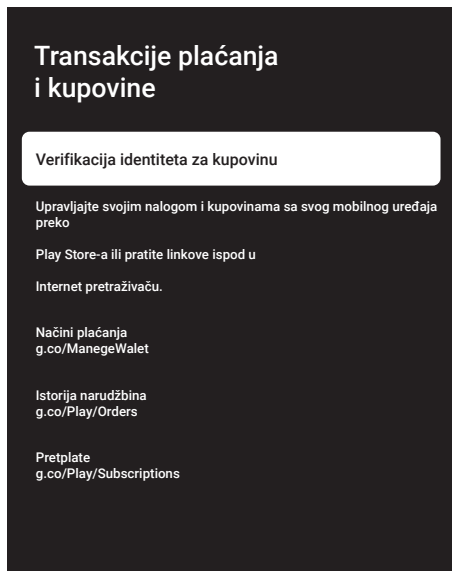 Transakcije plaćanja
i kupovine
Verifikacija identiteta za kupovinu
Upravljajte svojim nalogom i kupovinama sa svog mobilnog uređaja
preko
Play Store-a ili pratite linkove ispod u
Internet pretraživaču.
Načini plaćanja
g.co/ManegeWalet
Istorija narudžbina
g.co/Play/Orders
Pretplate
g.co/Play/Subscriptions